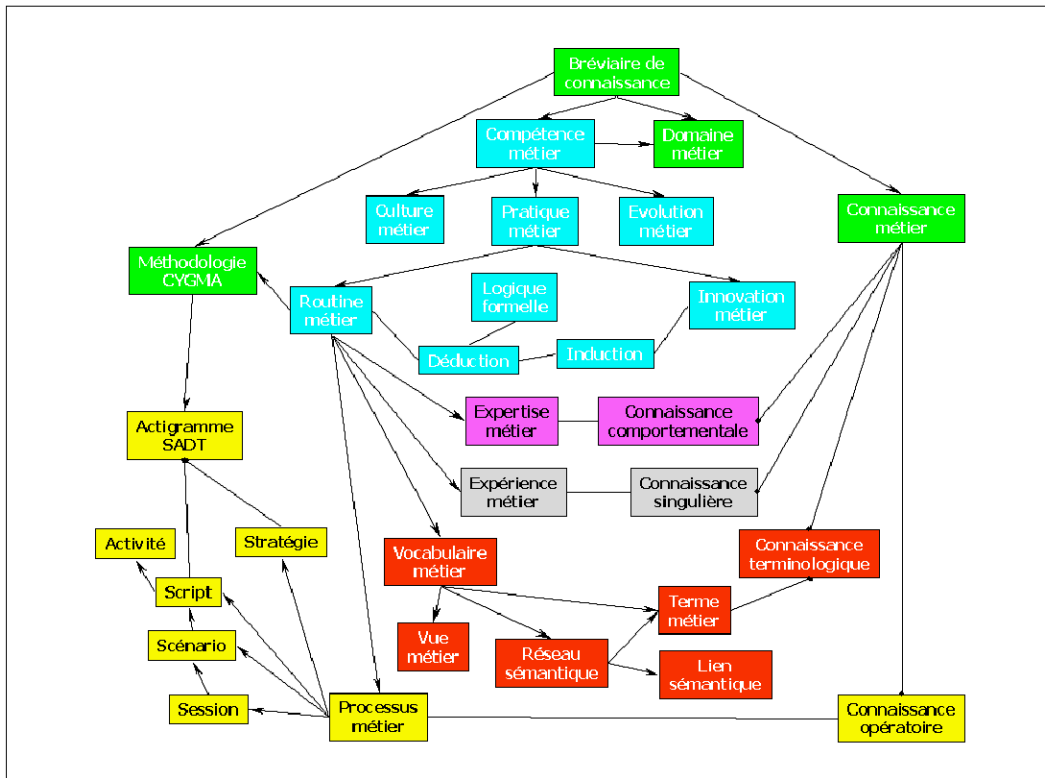 Bréviaire de
connaissance
Compétence
métier
Domaine
métier
Culture
métier
Pratique
métier
Evolution
métier
Connaissance
métier
Méthodologie
CYGMA
Routine
métier
Logique
formelle
Innovation
métier
Déduction
Induction
Expertise
métier
Connaissance
comportementale
Actigramme
SADT
Expérience
métier
Connaissance
singulière
Activité
Stratégie
Vocabulaire
métier
Connaissance
terminologique
Script
Terme
métier
Scénario
Vue
métier
Réseau
sémantique
Lien
sémantique
Session
Processus
métier
Connaissance
opératoire